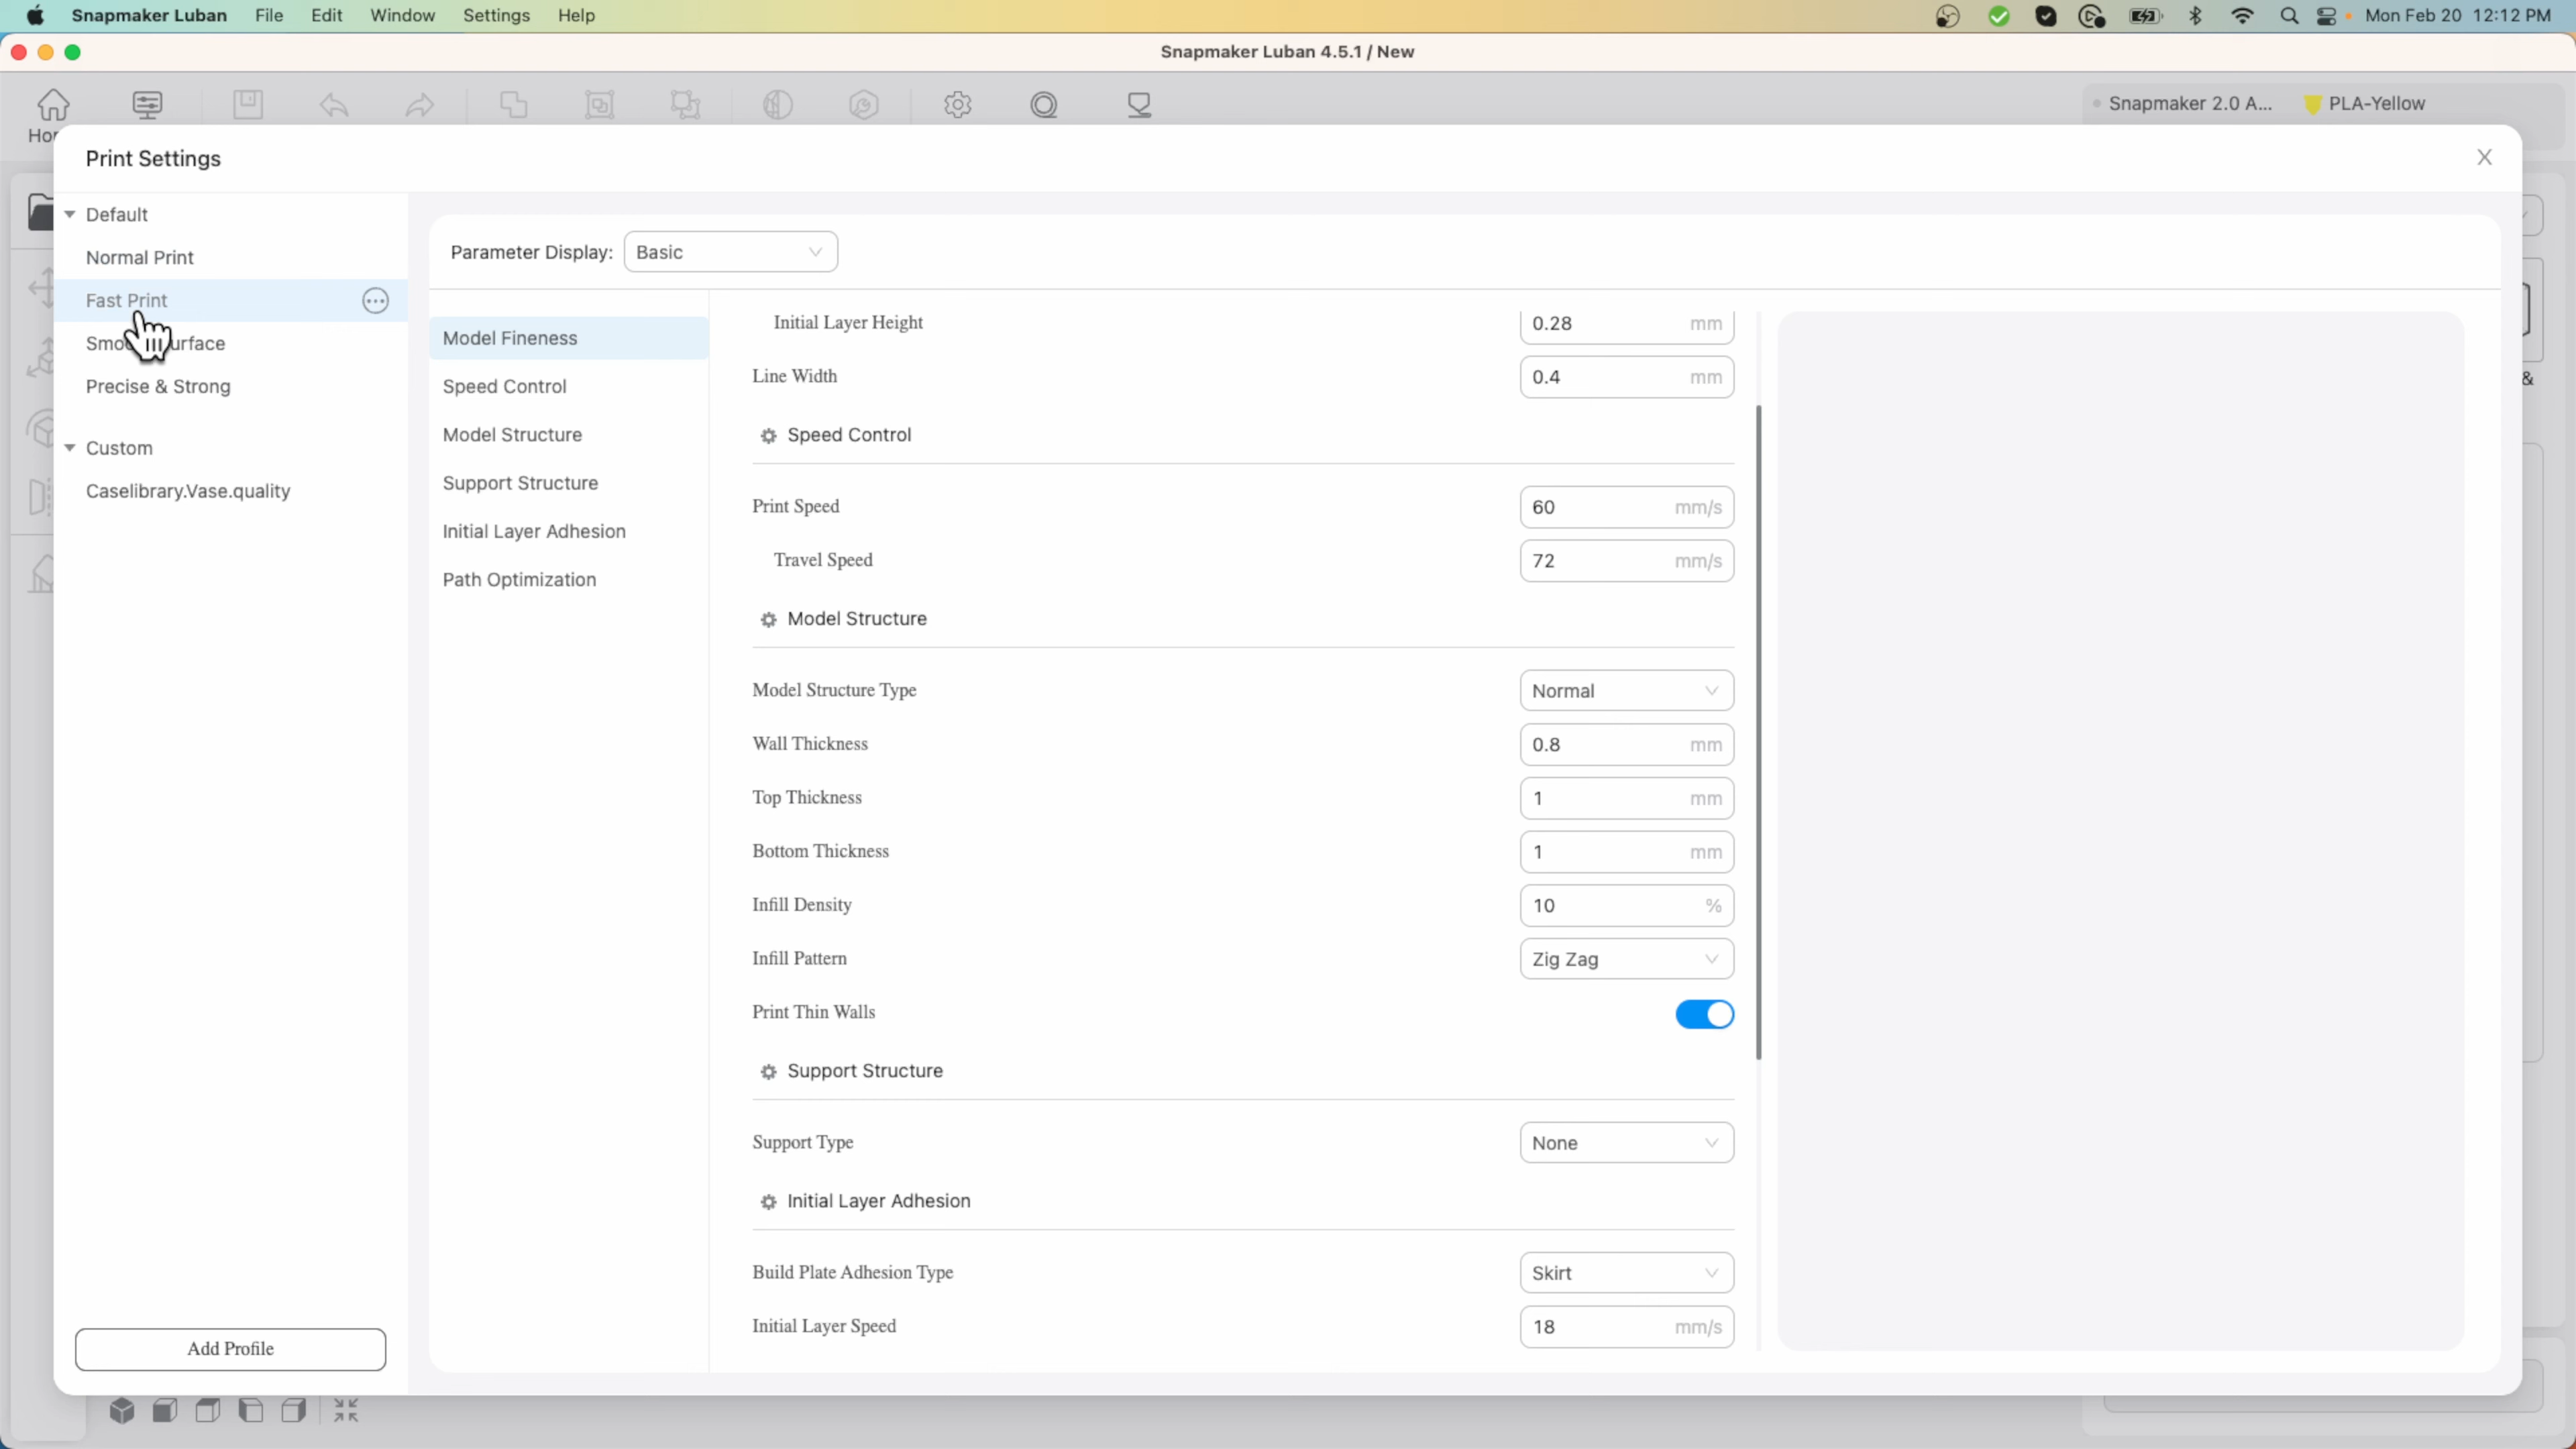 Snapmaker Luban File Edit Window Settings Help Mon Feb 20 12:12 PM
Snapmaker Luban 4.5.1 / New
Snapmaker 2.0 A... PLA-Yellow
Print Settings
Default
Normal Print
Fast Print
Precise & Strong
Custom
Caselibrary.Vase.quality
Add Profile
Parameter Display: Basic
Model Fineness
Speed Control
Model Structure
Support Structure
Initial Layer Adhesion
Path Optimization
Initial Layer Height 0.28 mm
Line Width 0.4 mm
Speed Control
Print Speed 60 mm/s
Travel Speed 72 mm/s
Model Structure
Model Structure Type Normal
Wall Thickness 0.8 mm
Top Thickness 1 mm
Bottom Thickness 1 mm
Infill Density 10 %
Infill Pattern Zig Zag
Print Thin Walls
Support Structure
Support Type None
Initial Layer Adhesion
Build Plate Adhesion Type Skirt
Initial Layer Speed 18 mm/s
&